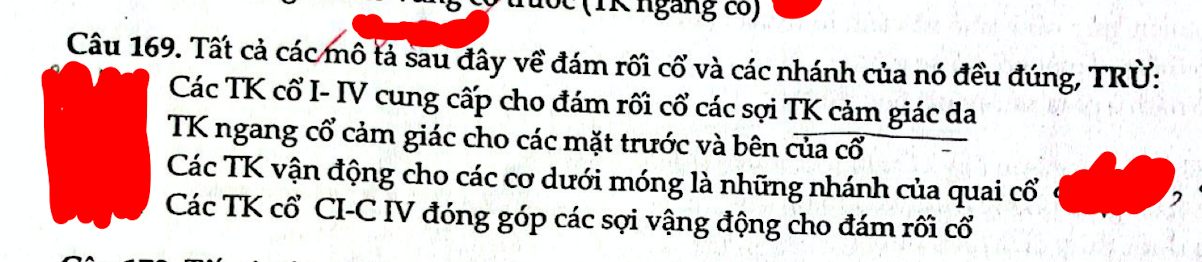 (TK ngang cổ)
Câu 169. Tất cả các mô tả sau đây về đám rối cổ và các nhánh của nó đều đúng, TRỪ:
Các TK cổ I- IV cung cấp cho đám rối cổ các sợi TK cảm giác da
TK ngang cổ cảm giác cho các mặt trước và bên của cổ
Các TK vận động cho các cơ dưới móng là những nhánh của quai cổ
Các TK cổ CI-C IV đóng góp các sợi vậng động cho đám rối cổ